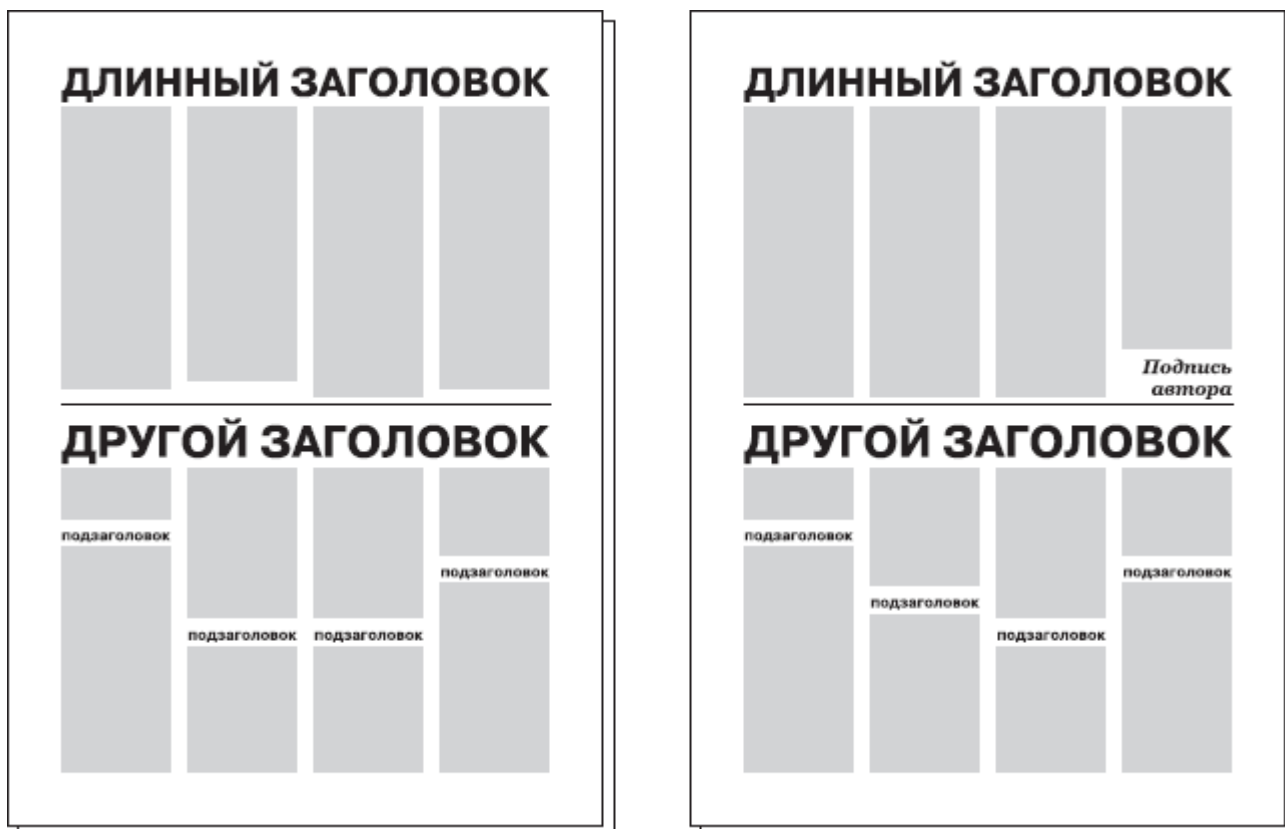 ДЛИННЫЙ ЗАГОЛОВОК
ДРУГОЙ ЗАГОЛОВОК
подзаголовок
подзаголовок
подзаголовок
подзаголовок
ДЛИННЫЙ ЗАГОЛОВОК
Подпись
автора
ДРУГОЙ ЗАГОЛОВОК
подзаголовок
подзаголовок
подзаголовок
подзаголовок